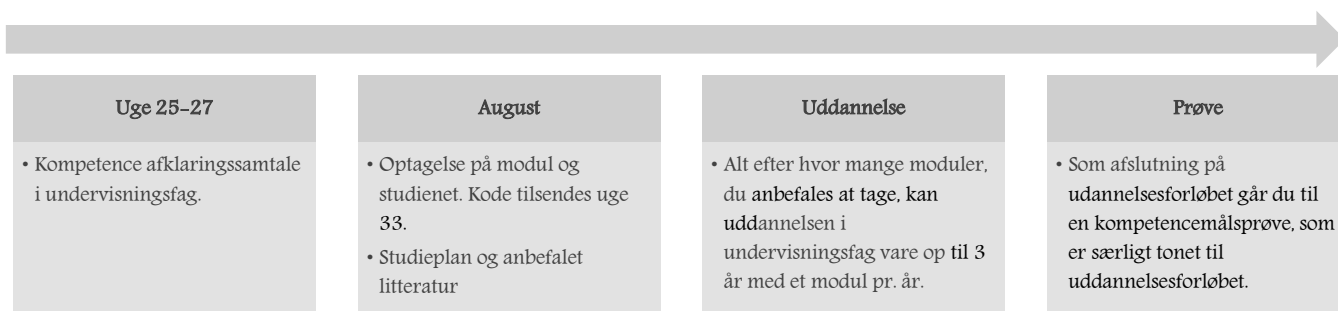 Uge 25-27
• Kompetence afklaringssamtale
i undervisningsfag.
August
• Optagelse på modul og
studienet. Kode tilsendes uge
33.
• Studieplan og anbefalet
litteratur
Uddannelse
• Alt efter hvor mange moduler,
du anbefales at tage, kan
uddannelsen i
undervisningsfag vare op til 3
år med et modul pr. år.
Prøve
• Som afslutning på
udannelsesforløbet går du til
en kompetencemålsprøve, som
er særligt tonet til
uddannelsesforløbet.